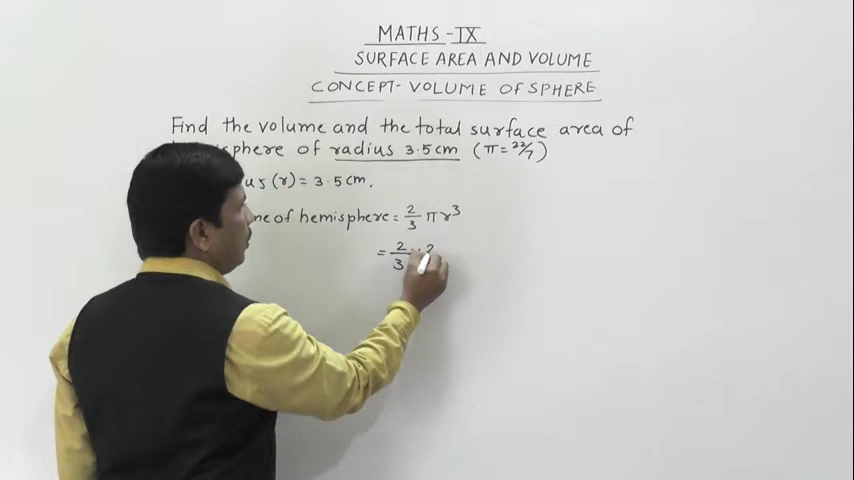 MATHS-IX
SURFACE AREA AND VOLUME
CONCEPT- VOLUME OF SPHERE
Find the volume and the total surface area of
sphere of radius 3.5cm (π=22/7)
(r)=3.5cm.
of hemisphere = 2/3 πr³
= 2/3